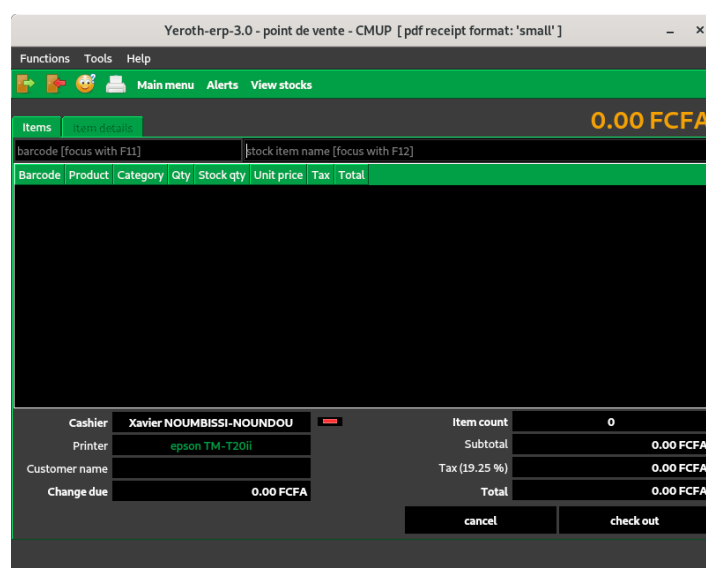 Yeroth-erp-3.0 - point de vente - CMUP [ pdf receipt format: 'small' ]
Functions Tools Help
Main menu Alerts View stocks
0.00 FCFA
Items Item details
barcode [focus with F11] stock item name [focus with F12]
Barcode Product Category Qty Stock qty Unit price Tax Total
Cashier Xavier NOUMBISSI-NOUNDOU Item count 0
Printer epson TM-T20ii Subtotal 0.00 FCFA
Customer name Tax (19.25 %) 0.00 FCFA
Change due 0.00 FCFA Total 0.00 FCFA
cancel check out